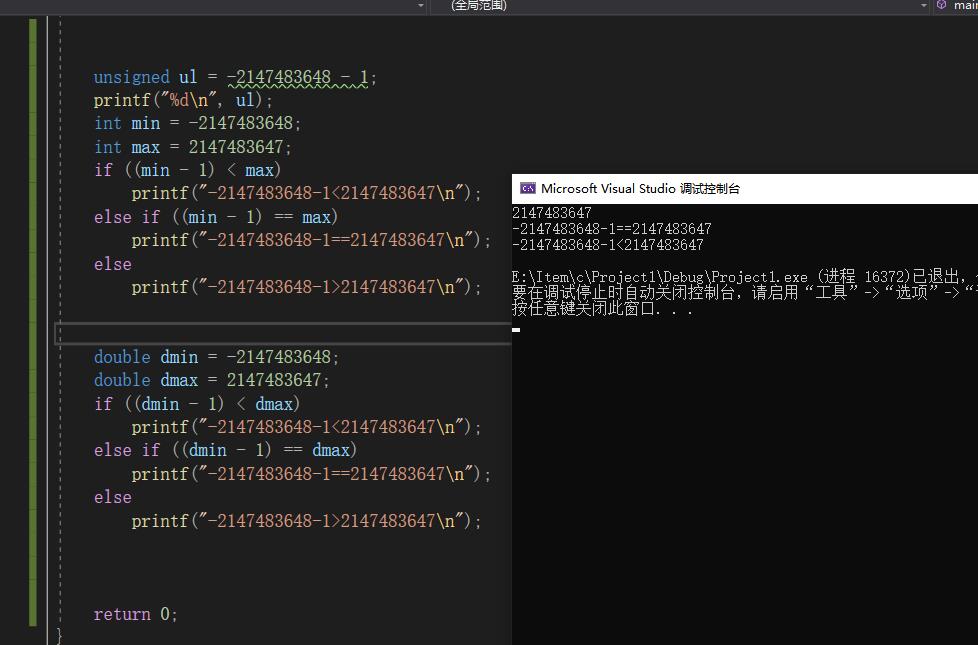 (全局范围)
unsigned ul = -2147483648 - 1;
printf("%d\n", ul);
int min = -2147483648;
int max = 2147483647;
if ((min - 1) < max)
printf("-2147483648-1<2147483647\n");
else if ((min - 1) == max)
printf("-2147483648-1==2147483647\n");
else
printf("-2147483648-1>2147483647\n");
double dmin = -2147483648;
double dmax = 2147483647;
if ((dmin - 1) < dmax)
printf("-2147483648-1<2147483647\n");
else if ((dmin - 1) == dmax)
printf("-2147483648-1==2147483647\n");
else
printf("-2147483648-1>2147483647\n");
return 0;
}
Microsoft Visual Studio 调试控制台
2147483647
-2147483648-1==2147483647
-2147483648-1<2147483647
E:\Item\c\Project1\Debug\Project1.exe (进程 16372)已退出,
要在调试停止时自动关闭控制台，请启用“工具”->“选项”->“
按任意键关闭此窗口. . .